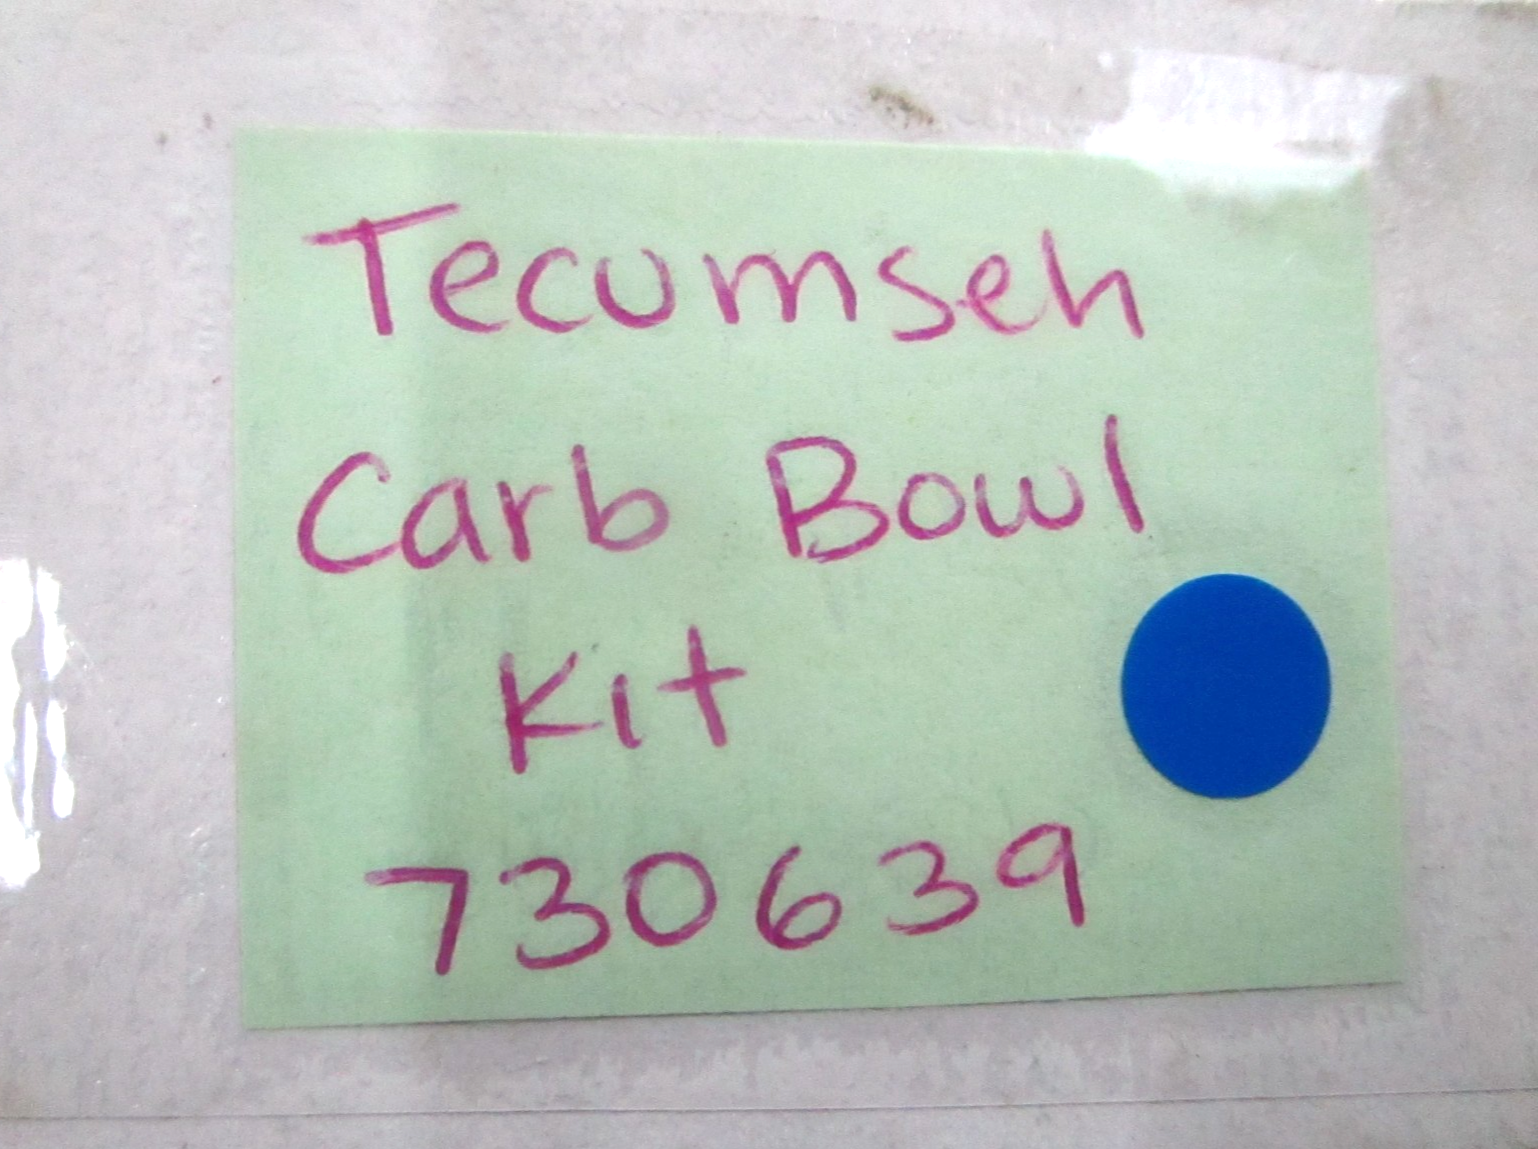 Tecumseh
Carb Bowl
Kit
730639